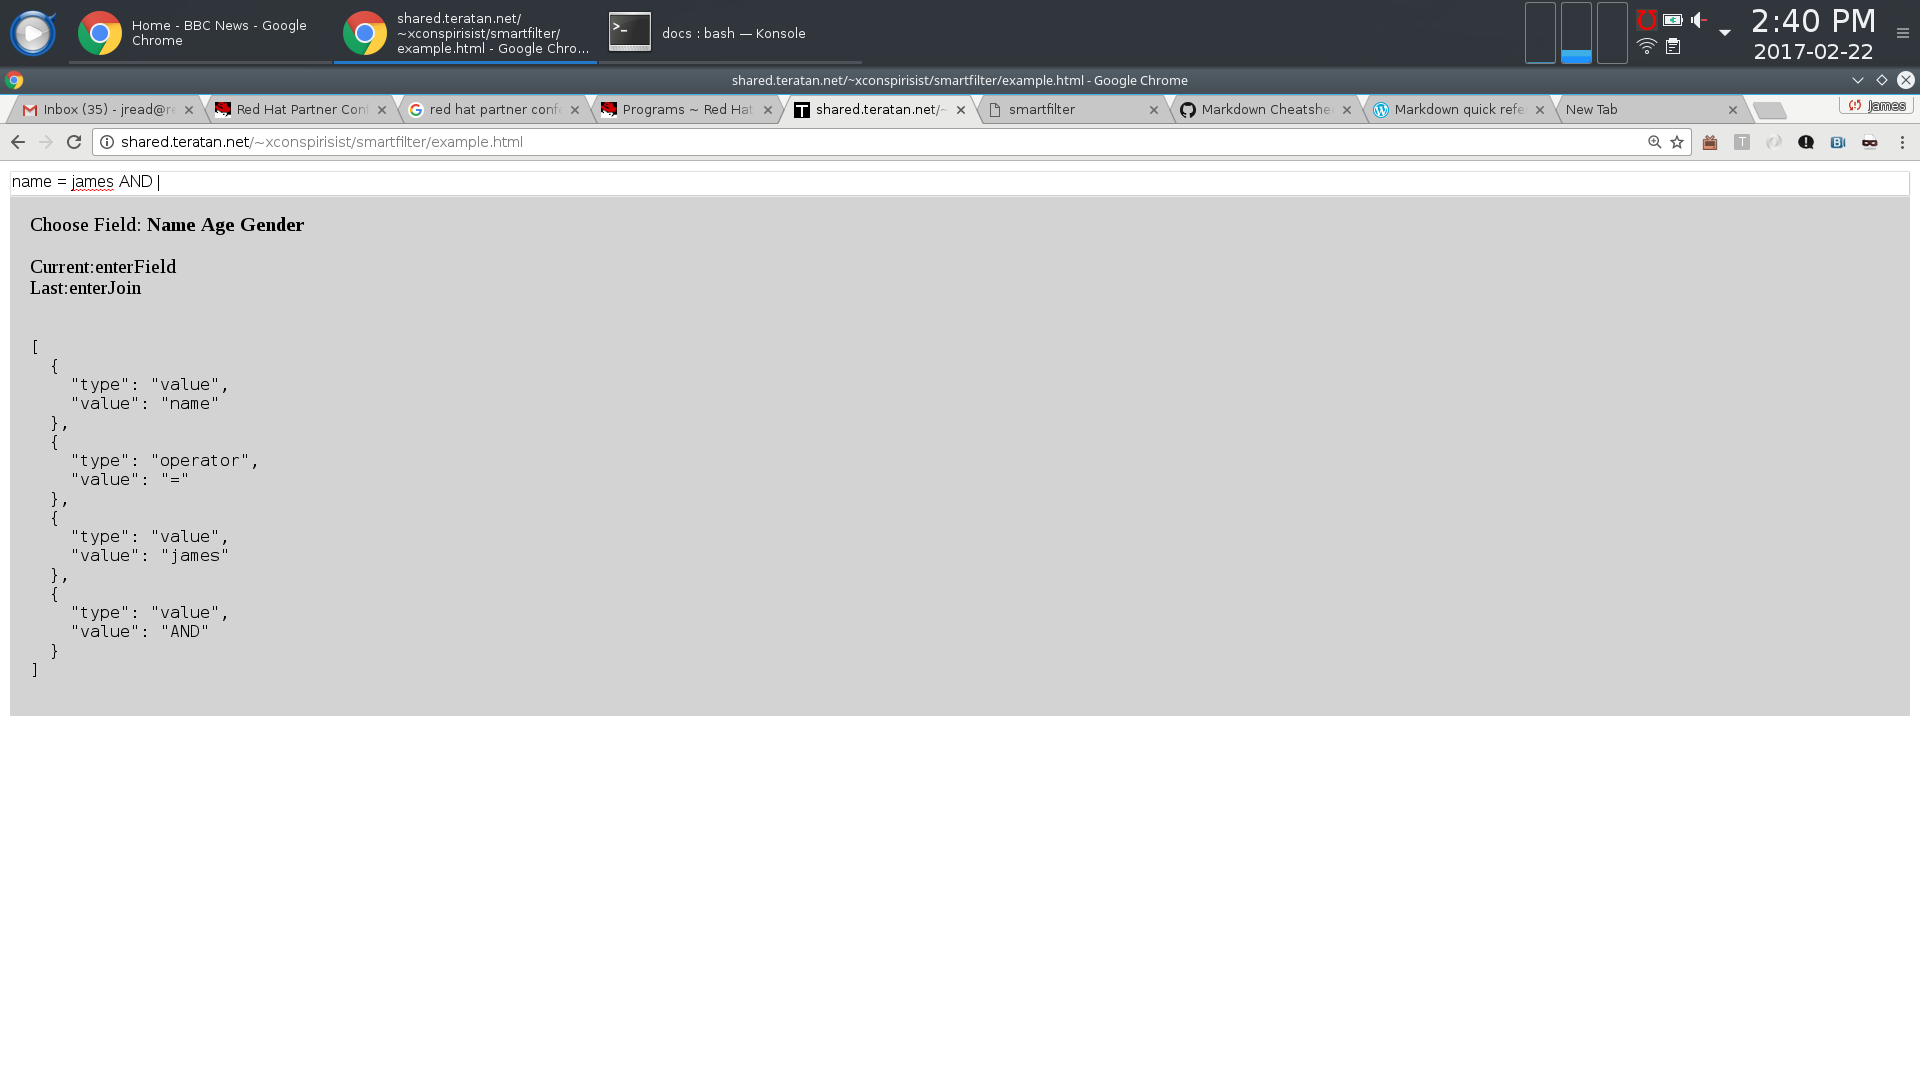 Home - BBC News - Google
Chrome
shared.teratan.net/
~xconspirisist/smartfilter/
example.html - Google Chro...
docs : bash — Konsole
2:40 PM
2017-02-22
shared.teratan.net/~xconspirisist/smartfilter/example.html - Google Chrome
Inbox (35) - jread@re
Red Hat Partner Conf
red hat partner confe
Programs ~ Red Hat
shared.teratan.net/~
smartfilter
Markdown Cheatshe
Markdown quick refe
New Tab
James
shared.teratan.net/~xconspirisist/smartfilter/example.html
name = james AND
Choose Field: Name Age Gender
Current:enterField
Last:enterJoin
[
{
"type": "value",
"value": "name"
},
{
"type": "operator",
"value": "="
},
{
"type": "value",
"value": "james"
},
{
"type": "value",
"value": "AND"
}
]